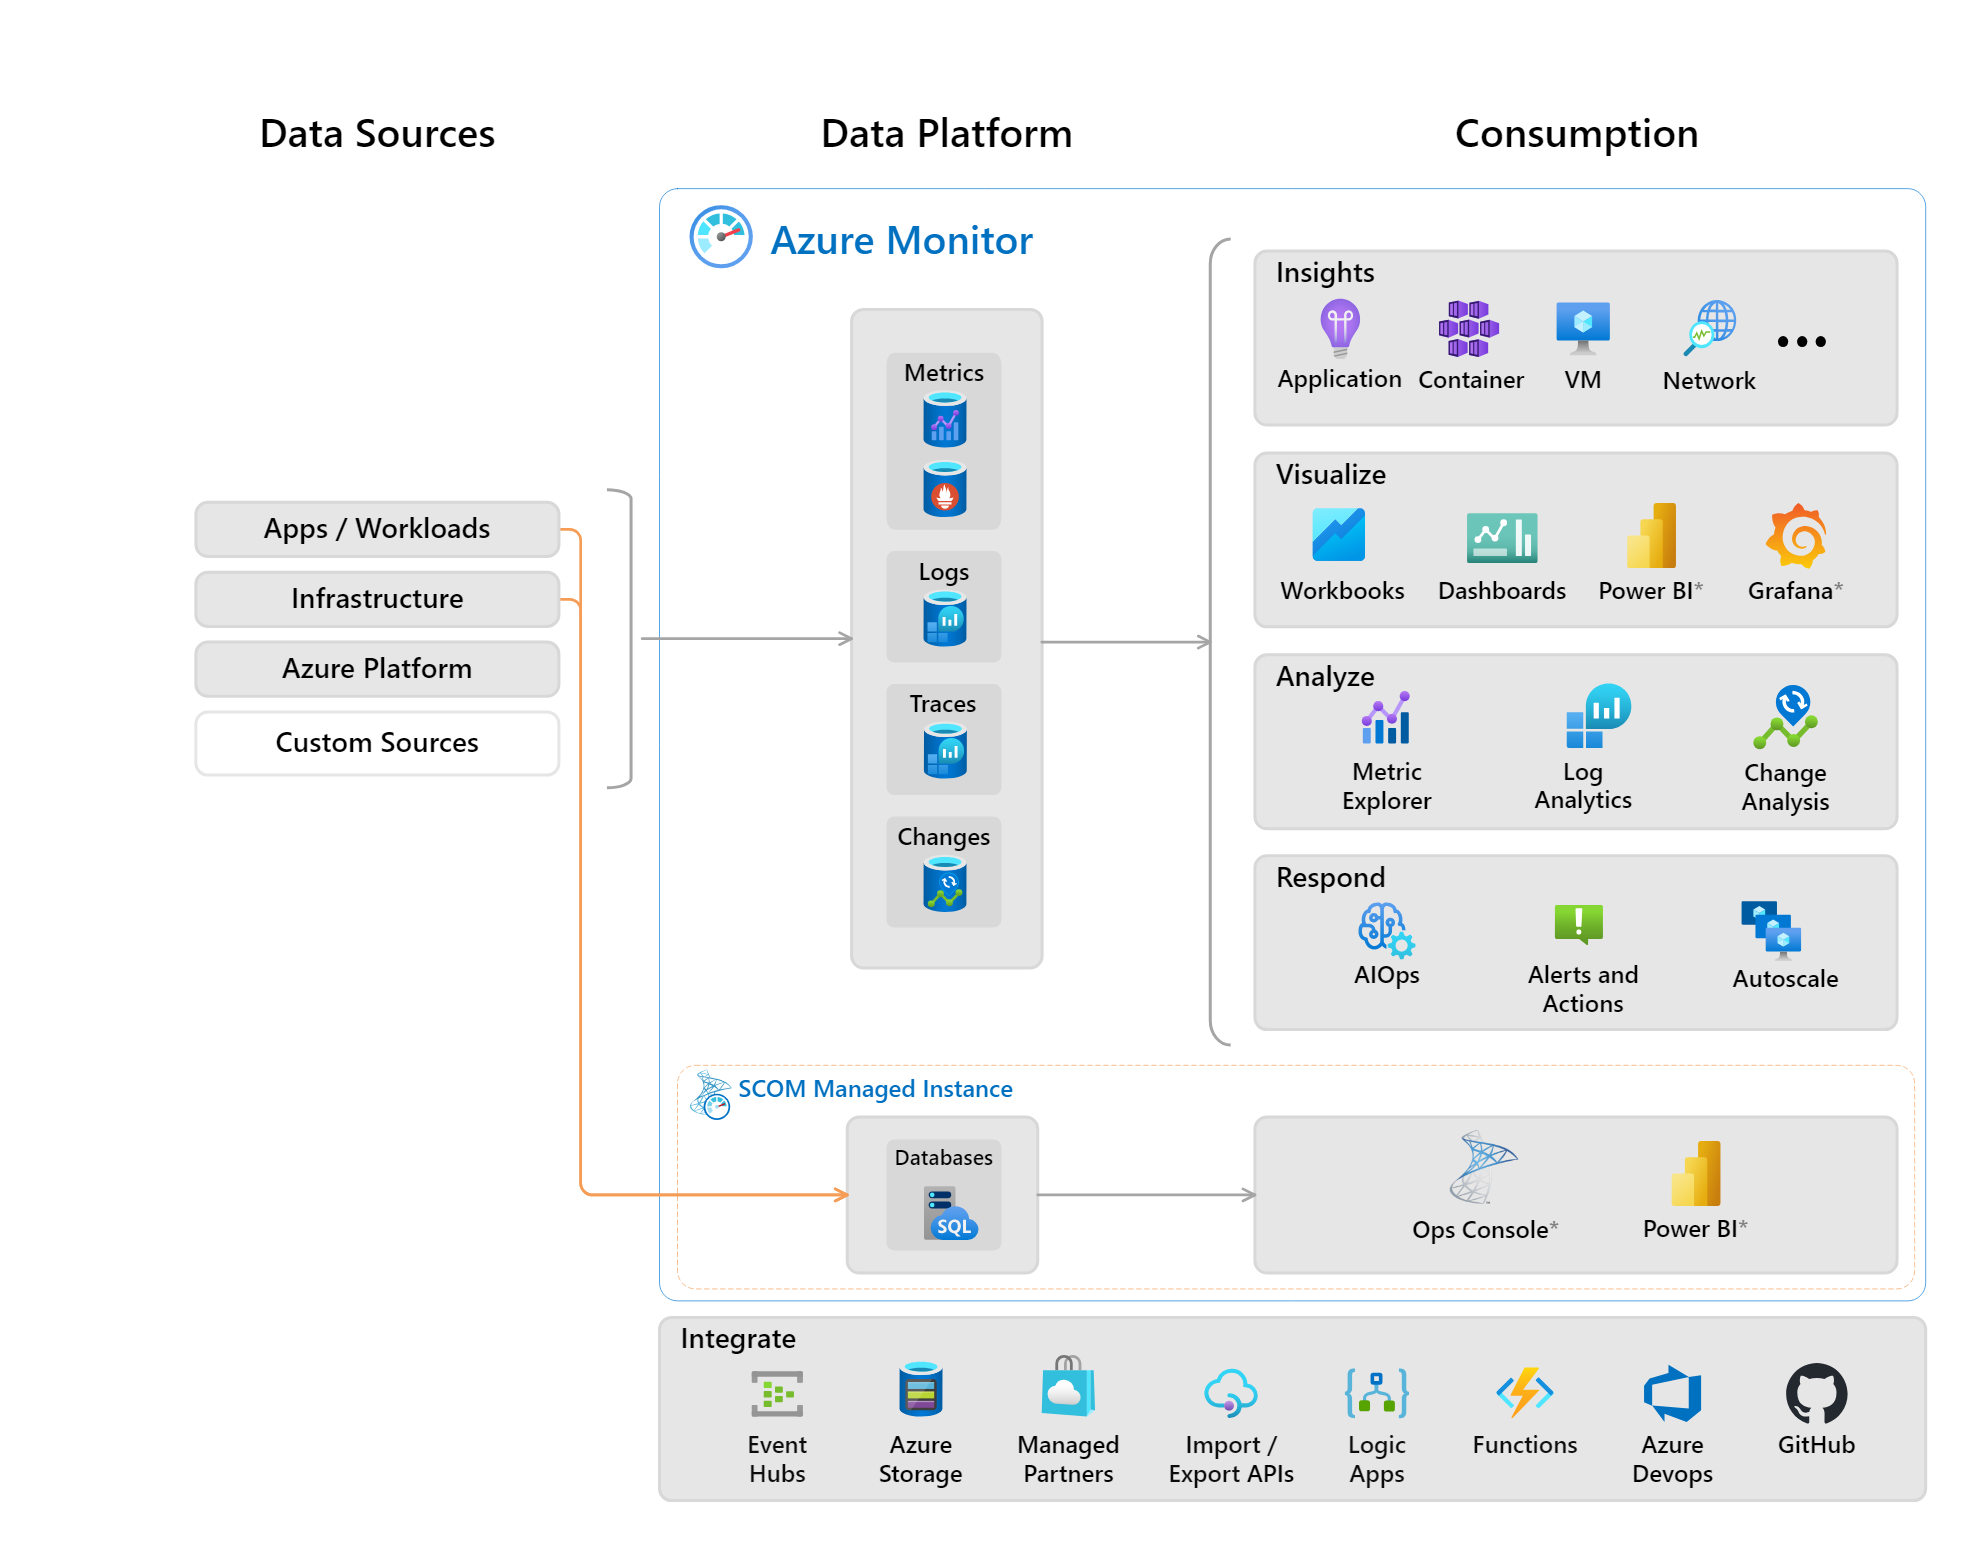 Data Sources
Data Platform
Consumption
Azure Monitor
Apps / Workloads
Infrastructure
Azure Platform
Custom Sources
Metrics
Logs
Traces
Changes
Insights
Application
Container
VM
Network
...
Visualize
Workbooks
Dashboards
Power BI*
Grafana*
Analyze
Metric
Explorer
Log
Analytics
Change
Analysis
Respond
AIOps
Alerts and
Actions
Autoscale
SCOM Managed Instance
Databases
SQL
Ops Console*
Power BI*
Integrate
Event
Hubs
Azure
Storage
Managed
Partners
Import /
Export APIs
Logic
Apps
Functions
Azure
Devops
GitHub